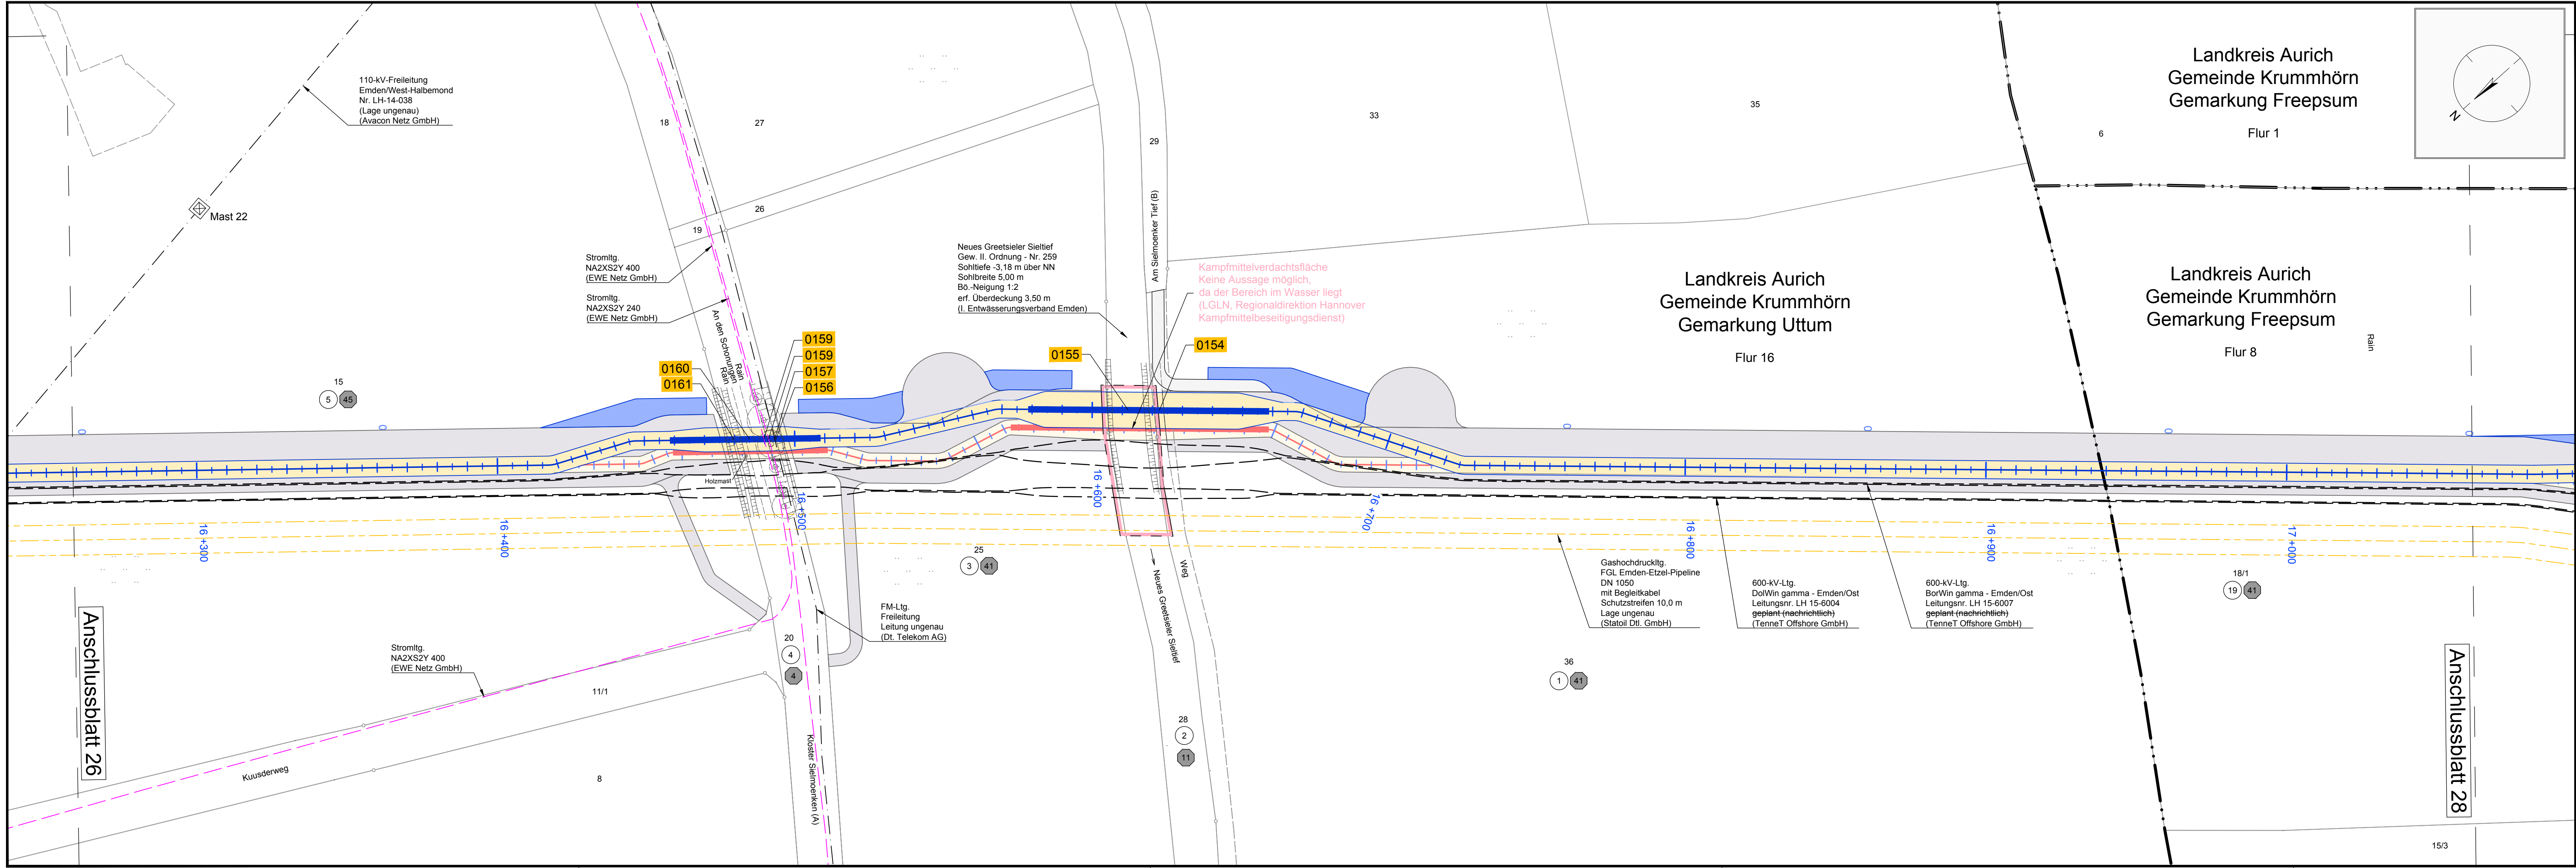 110-kV-Freileitung
Emden/West-Halbemond
Nr. LH-14-038
(Lage ungenau)
(Avacon Netz GmbH)
Mast 22
18
27
26
19
29
33
35
6
Landkreis Aurich
Gemeinde Krummhörn
Gemarkung Freepsum
Flur 1
N
Stromltg.
NA2XS2Y 400
(EWE Netz GmbH)
Stromltg.
NA2XS2Y 240
(EWE Netz GmbH)
An den Schonungen
Rain
Rain
Neues Greetsieler Sieltief
Gew. II. Ordnung - Nr. 259
Sohltiefe -3,18 m über NN
Sohlbreite 5,00 m
Bö.-Neigung 1:2
erf. Überdeckung 3,50 m
(I. Entwässerungsverband Emden)
Am Sielmoenker Tief (B)
Kampfmittelverdachtsfläche
Keine Aussage möglich,
da der Bereich im Wasser liegt
(LGLN, Regionaldirektion Hannover
Kampfmittelbeseitigungsdienst)
Landkreis Aurich
Gemeinde Krummhörn
Gemarkung Uttum
Flur 16
Landkreis Aurich
Gemeinde Krummhörn
Gemarkung Freepsum
Flur 8
Rain
0160
0161
0159
0159
0157
0156
0155
0154
15
5 45
0
0
0
0
0
0
Holzmast
16 +300
16 +400
16 +500
16 +600
16 +700
16 +800
16 +900
17 +000
25
3 41
Weg
Neues Greetsieler Sieltief
FM-Ltg.
Freileitung
Leitung ungenau
(Dt. Telekom AG)
Gashochdruckltg.
FGL Emden-Etzel-Pipeline
DN 1050
mit Begleitkabel
Schutzstreifen 10,0 m
Lage ungenau
(Statoil Dtl. GmbH)
600-kV-Ltg.
DolWin gamma - Emden/Ost
Leitungsnr. LH 15-6004
geplant (nachrichtlich)
(TenneT Offshore GmbH)
600-kV-Ltg.
BorWin gamma - Emden/Ost
Leitungsnr. LH 15-6007
geplant (nachrichtlich)
(TenneT Offshore GmbH)
18/1
19 41
Anschlussblatt 26
Stromltg.
NA2XS2Y 400
(EWE Netz GmbH)
11/1
20
4
4
36
1 41
Anschlussblatt 28
28
2
11
Kloster Sielmoenken (A)
Kuusderweg
8
15/3